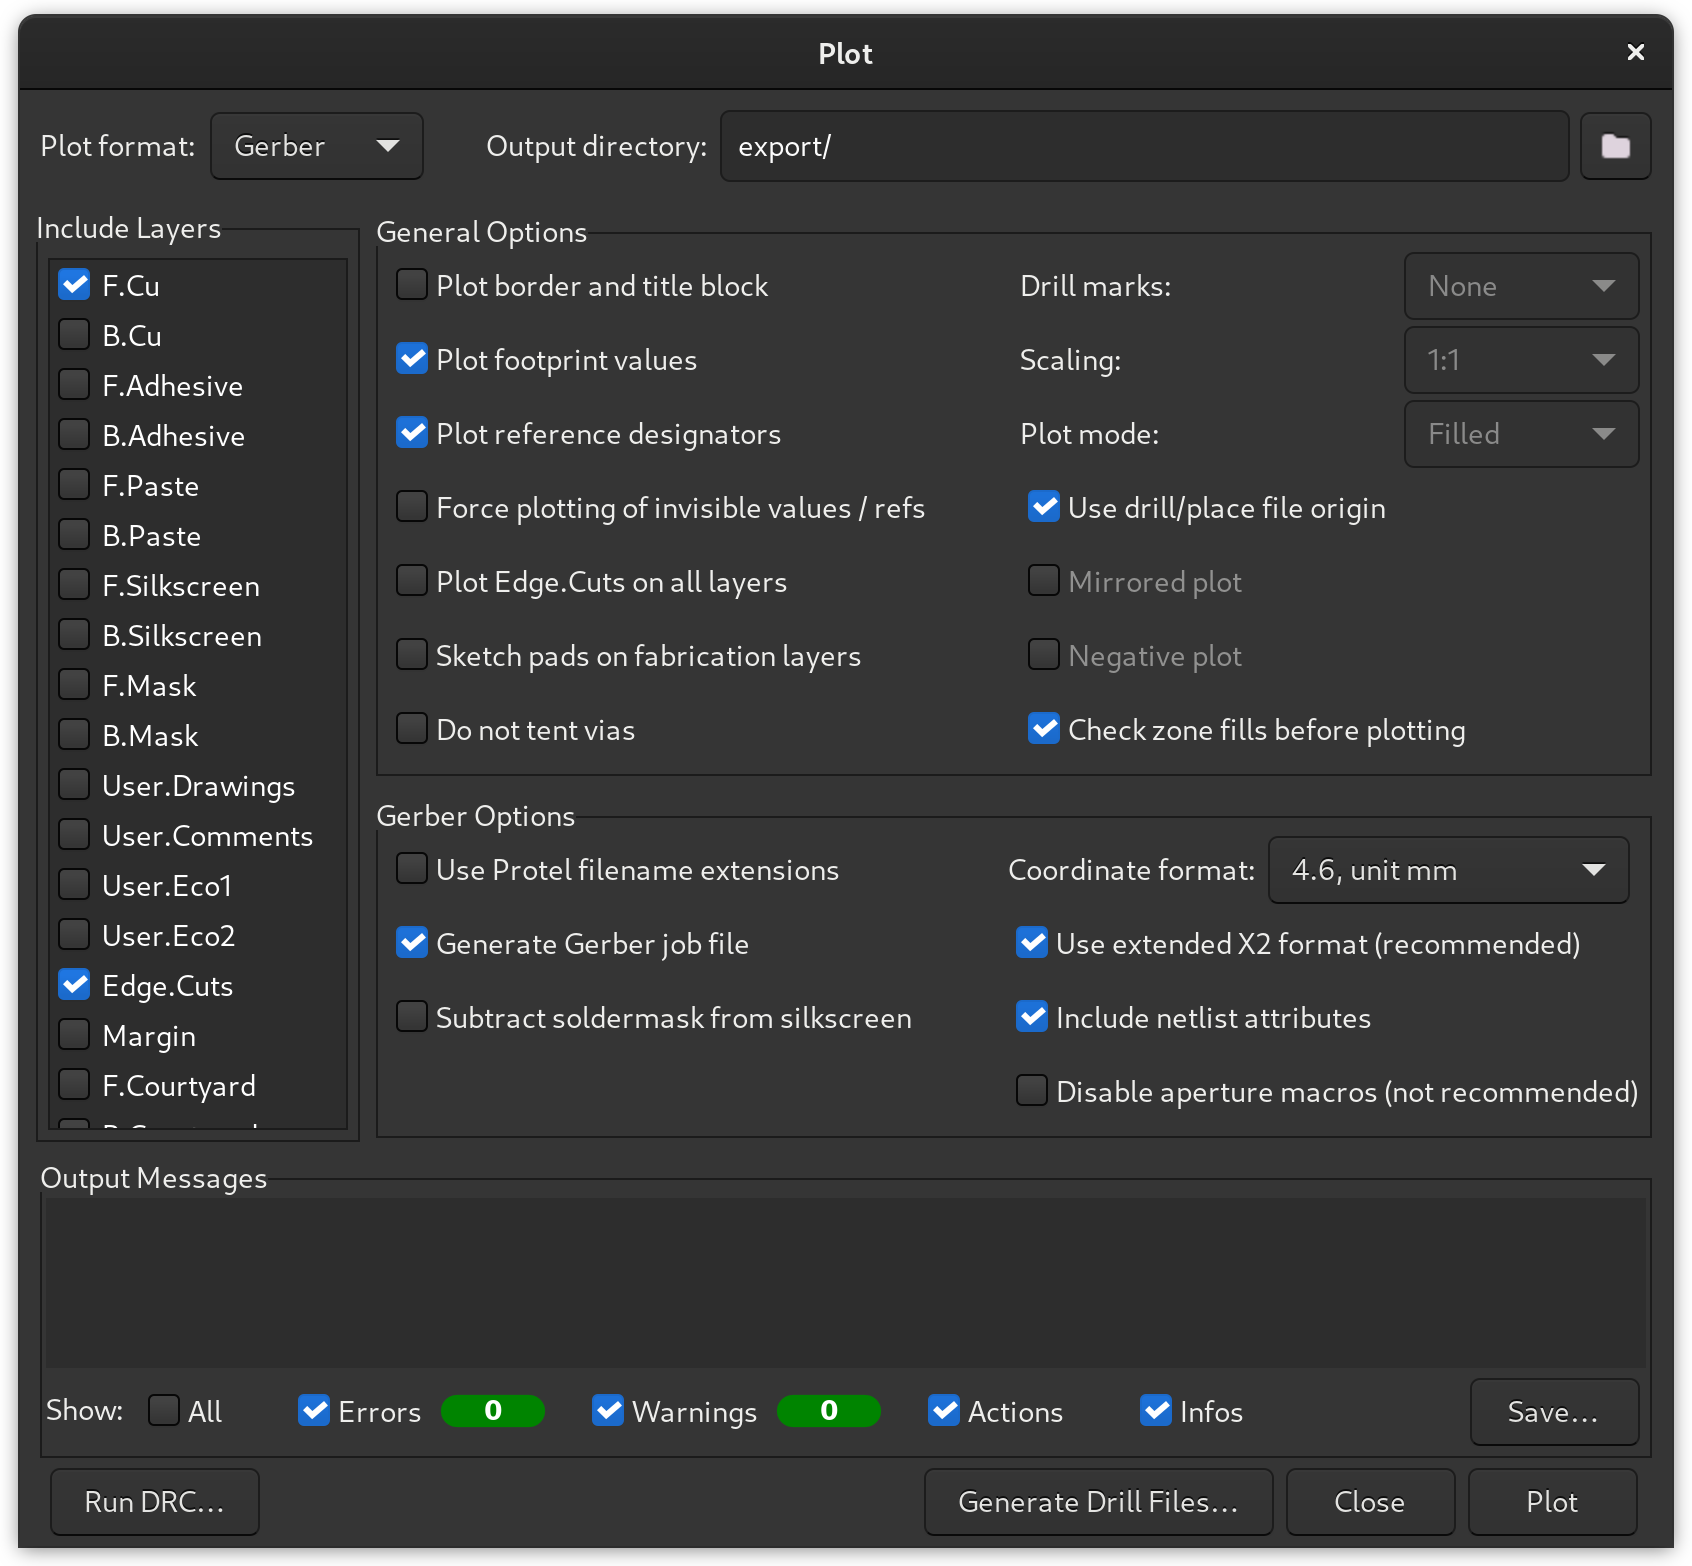 Plot
Plot format: Gerber Output directory: export/
Include Layers
F.Cu
B.Cu
F.Adhesive
B.Adhesive
F.Paste
B.Paste
F.Silkscreen
B.Silkscreen
F.Mask
B.Mask
User.Drawings
User.Comments
User.Eco1
User.Eco2
Edge.Cuts
Margin
F.Courtyard
General Options
Plot border and title block
Plot footprint values
Plot reference designators
Force plotting of invisible values / refs
Plot Edge.Cuts on all layers
Sketch pads on fabrication layers
Do not tent vias
Drill marks: None
Scaling: 1:1
Plot mode: Filled
Use drill/place file origin
Mirrored plot
Negative plot
Check zone fills before plotting
Gerber Options
Use Protel filename extensions
Generate Gerber job file
Subtract soldermask from silkscreen
Coordinate format: 4.6, unit mm
Use extended X2 format (recommended)
Include netlist attributes
Disable aperture macros (not recommended)
Output Messages
Show: All Errors 0 Warnings 0 Actions Infos Save...
Run DRC... Generate Drill Files... Close Plot